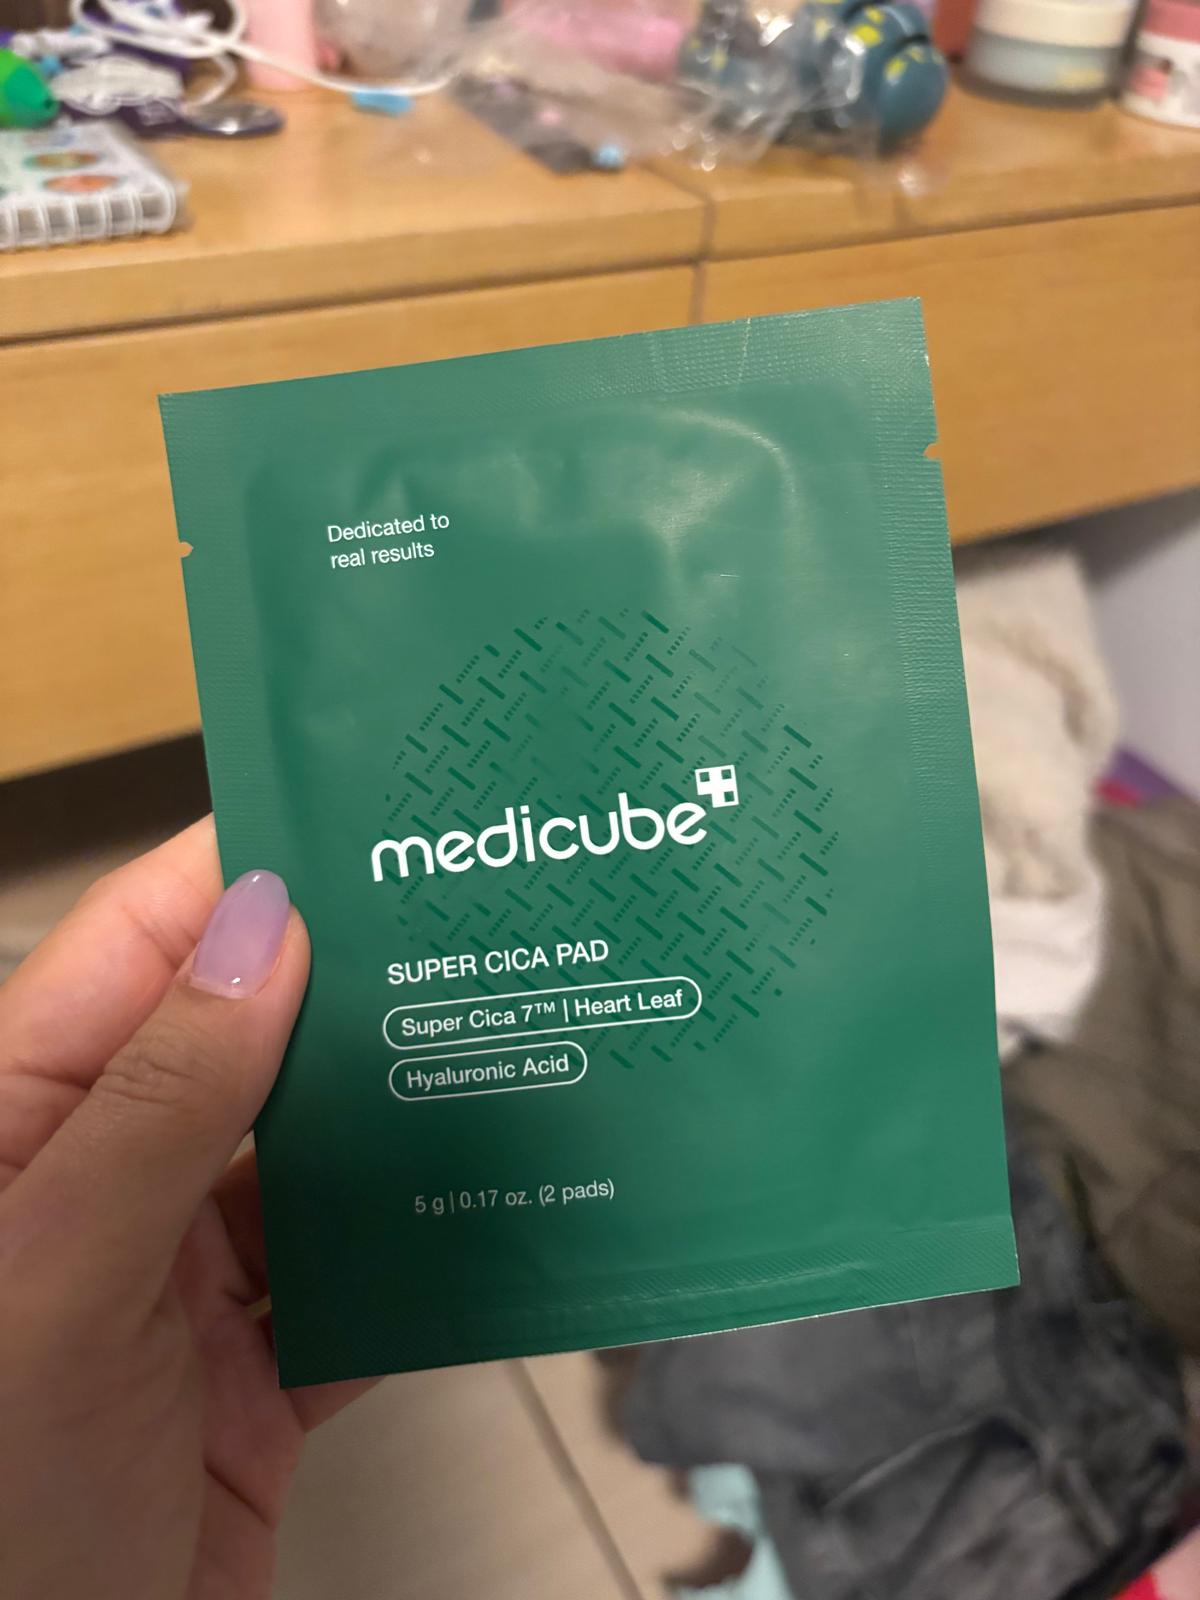 Dedicated to
real results
medicube
SUPER CICA PAD
Super Cica 7™ | Heart Leaf
Hyaluronic Acid
5 g | 0.17 oz. (2 pads)